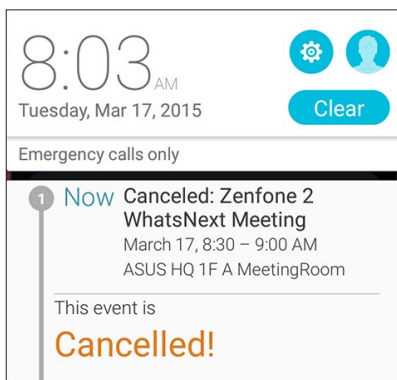 8:03 AM
Tuesday, Mar 17, 2015
Clear
Emergency calls only
1 Now Canceled: Zenfone 2
WhatsNext Meeting
March 17, 8:30 – 9:00 AM
ASUS HQ 1F A MeetingRoom
This event is
Cancelled!